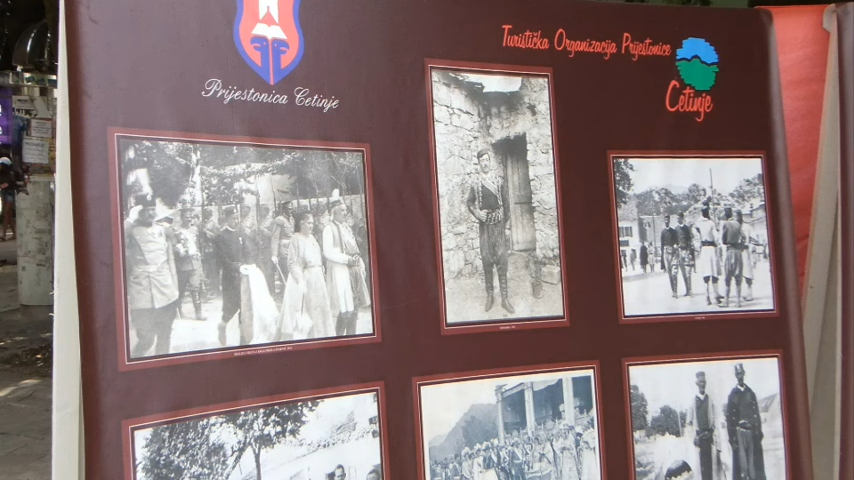 Turistička Organizacija Prijestonice
Cetinje
Prijestonica Cetinje